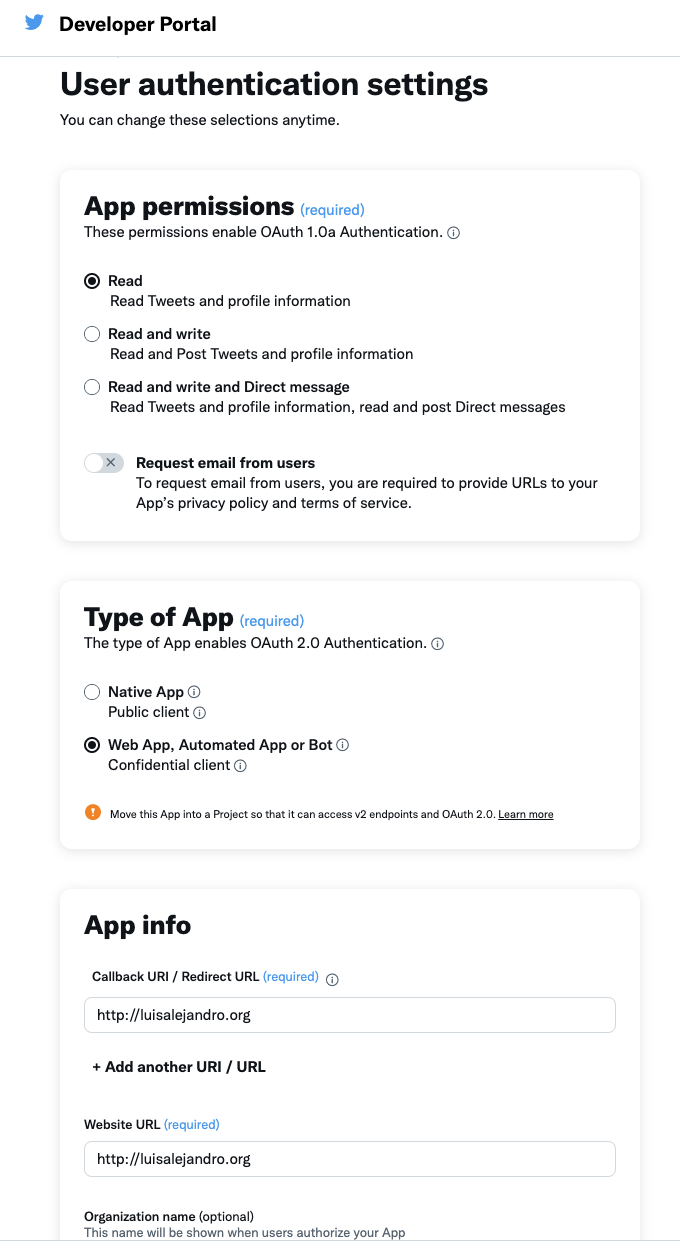 Developer Portal
User authentication settings
You can change these selections anytime.
App permissions (required)
These permissions enable OAuth 1.0a Authentication.
Read
Read Tweets and profile information
Read and write
Read and Post Tweets and profile information
Read and write and Direct message
Read Tweets and profile information, read and post Direct messages
Request email from users
To request email from users, you are required to provide URLs to your
App’s privacy policy and terms of service.
Type of App (required)
The type of App enables OAuth 2.0 Authentication.
Native App
Public client
Web App, Automated App or Bot
Confidential client
Move this App into a Project so that it can access v2 endpoints and OAuth 2.0. Learn more
App info
Callback URI / Redirect URL (required)
http://luisalejandro.org
+ Add another URI / URL
Website URL (required)
http://luisalejandro.org
Organization name (optional)
This name will be shown when users authorize your App